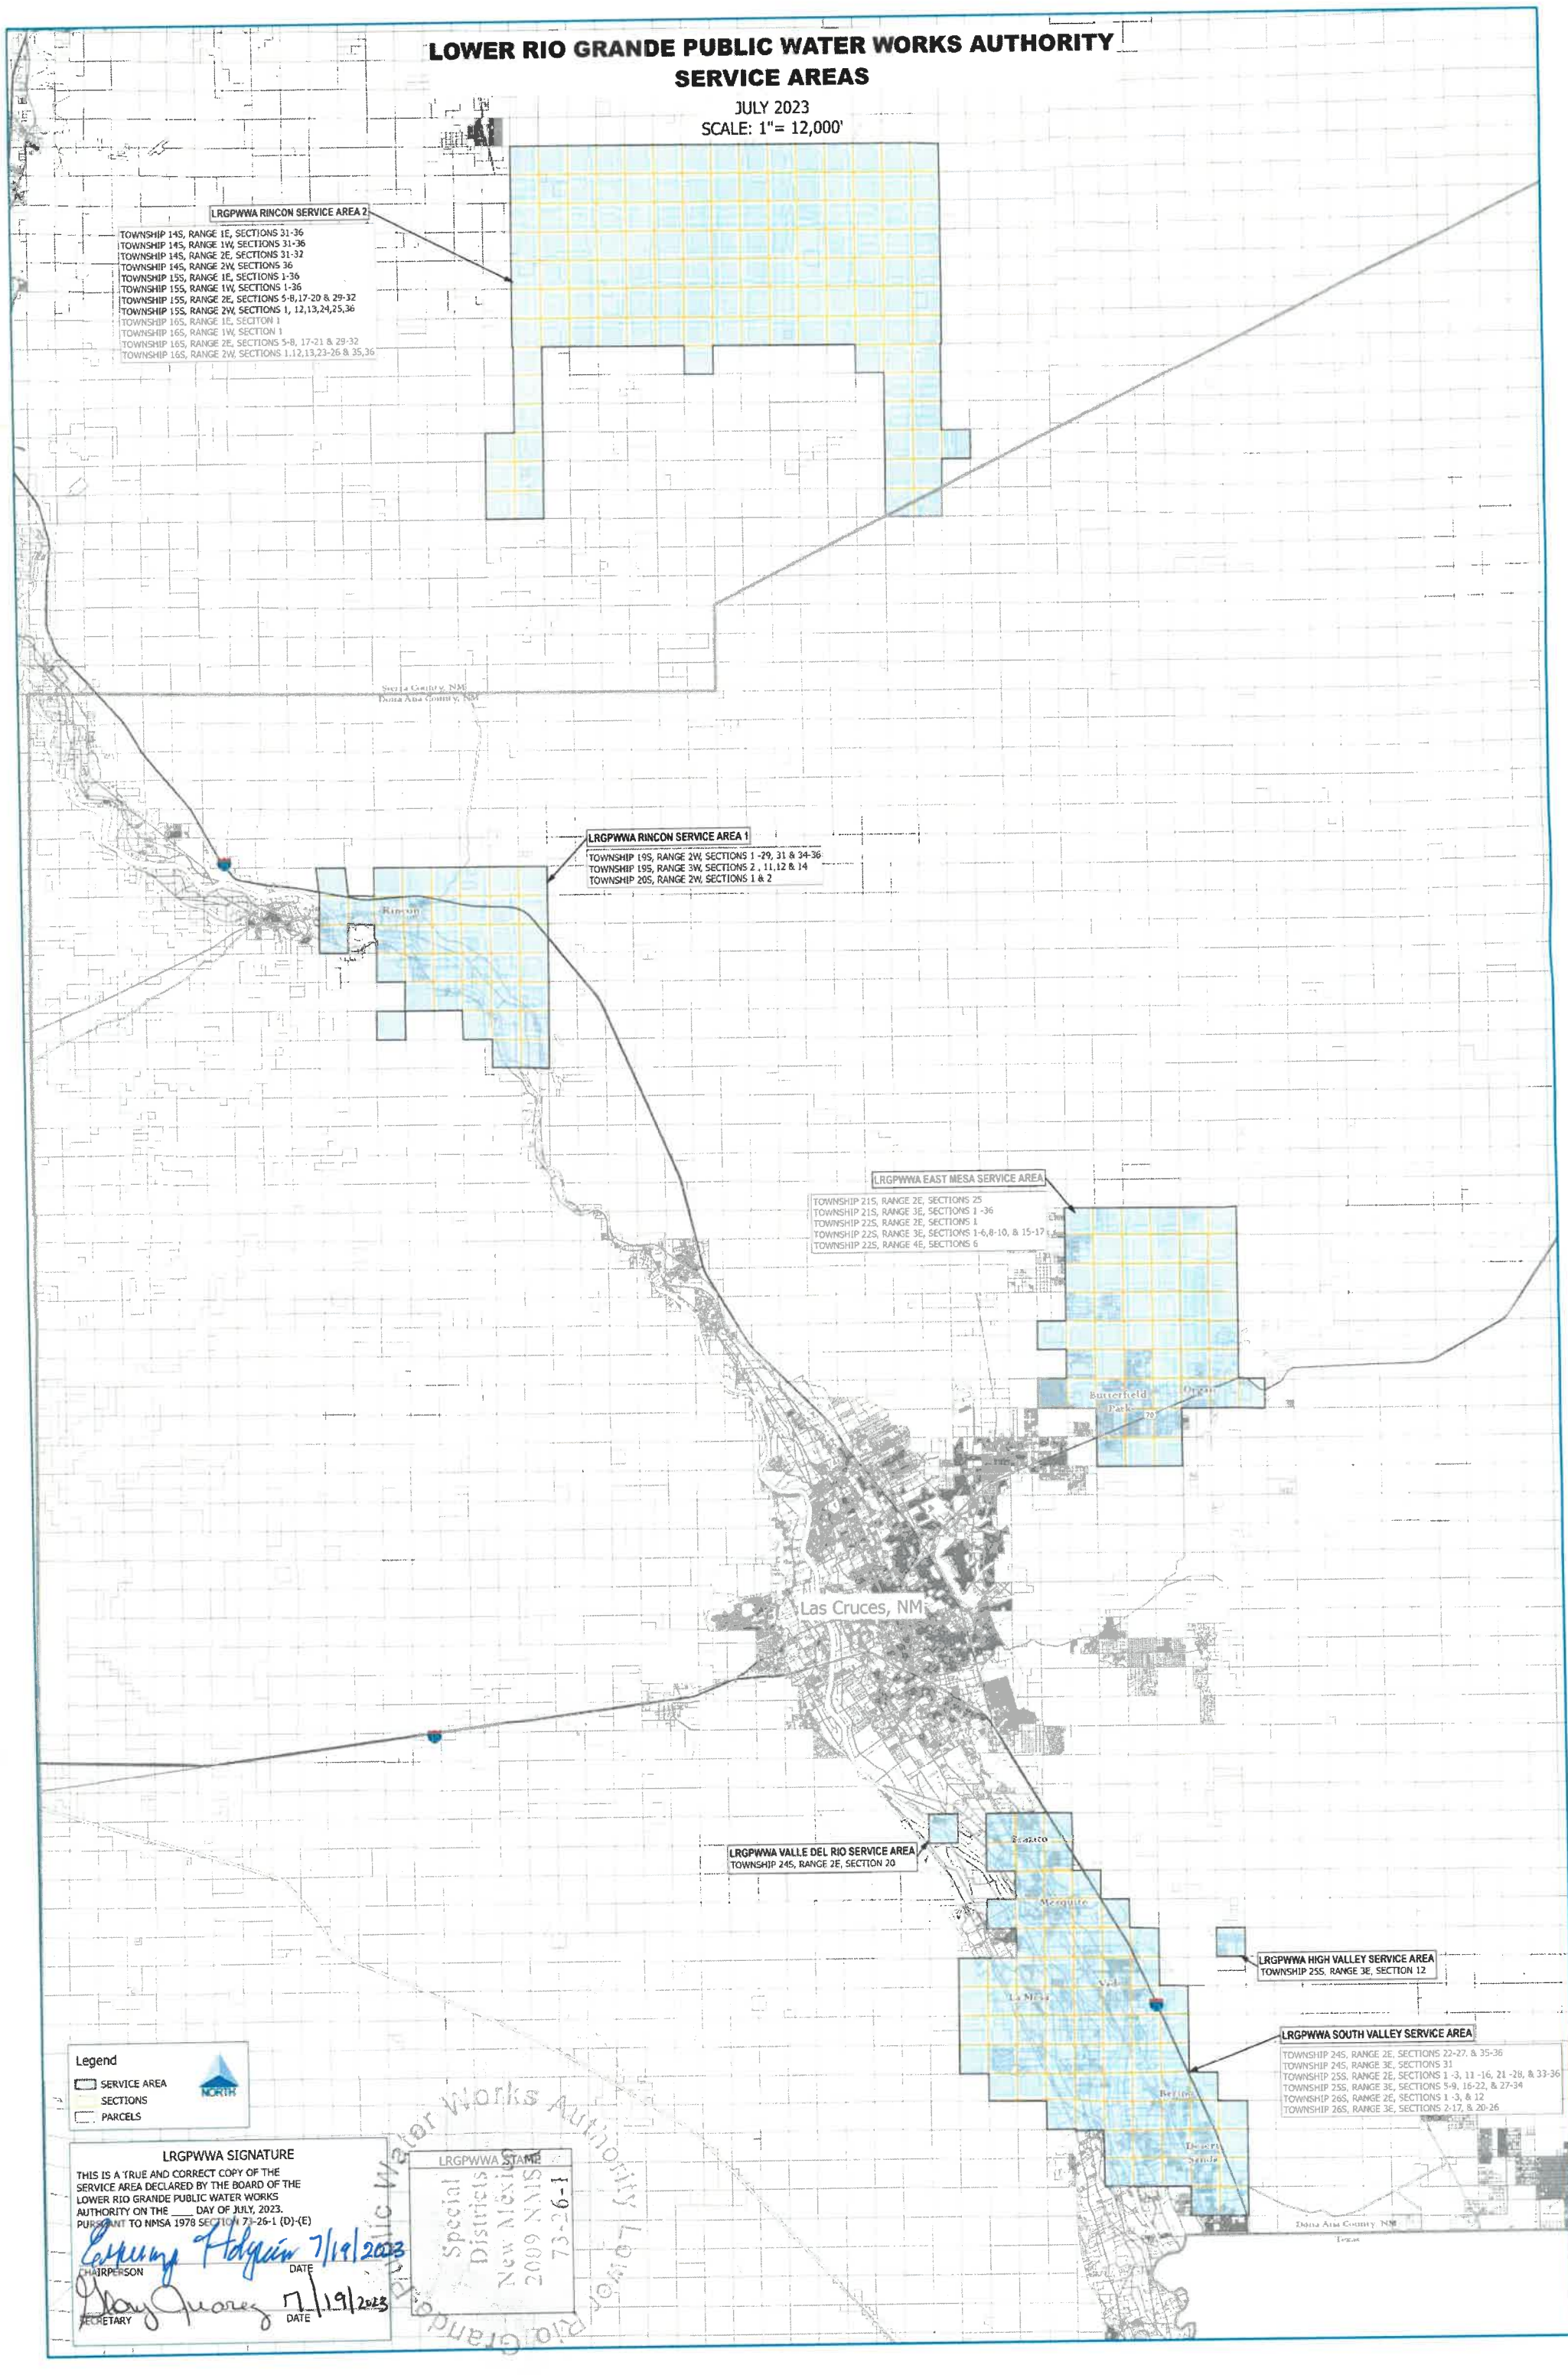 LOWER RIO GRANDE PUBLIC WATER WORKS AUTHORITY
SERVICE AREAS
JULY 2023
SCALE: 1"= 12,000'
LRGPWWA RINCON SERVICE AREA 2
TOWNSHIP 14S, RANGE 1E, SECTIONS 31-36
TOWNSHIP 14S, RANGE 1W, SECTIONS 31-36
TOWNSHIP 14S, RANGE 2E, SECTIONS 31-32
TOWNSHIP 14S, RANGE 2W, SECTIONS 36
TOWNSHIP 15S, RANGE 1E, SECTIONS 1-36
TOWNSHIP 15S, RANGE 1W, SECTIONS 1-36
TOWNSHIP 15S, RANGE 2E, SECTIONS 5-8,17-20 & 29-32
TOWNSHIP 15S, RANGE 2W, SECTIONS 1, 12,13,24,25,36
TOWNSHIP 16S, RANGE 1E, SECITON 1
TOWNSHIP 16S, RANGE 1W, SECTION 1
TOWNSHIP 16S, RANGE 2E, SECTIONS 5-8, 17-21 & 29-32
TOWNSHIP 16S, RANGE 2W, SECTIONS 1,12,13,23-26 & 35,36
Sierra County, NM
Dona Ana County, NM
LRGPWWA RINCON SERVICE AREA 1
TOWNSHIP 19S, RANGE 2W, SECTIONS 1 -29, 31 & 34-36
TOWNSHIP 19S, RANGE 3W, SECTIONS 2 , 11,12 & 14
TOWNSHIP 20S, RANGE 2W, SECTIONS 1 & 2
Rincon
LRGPWWA EAST MESA SERVICE AREA
TOWNSHIP 21S, RANGE 2E, SECTIONS 25
TOWNSHIP 21S, RANGE 3E, SECTIONS 1 -36
TOWNSHIP 22S, RANGE 2E, SECTIONS 1
TOWNSHIP 22S, RANGE 3E, SECTIONS 1-6,8-10, & 15-17
TOWNSHIP 22S, RANGE 4E, SECTIONS 6
Butterfield
Park
Organ
70
Las Cruces, NM
LRGPWWA VALLE DEL RIO SERVICE AREA
TOWNSHIP 24S, RANGE 2E, SECTION 20
Brazito
Mesquite
LRGPWWA HIGH VALLEY SERVICE AREA
TOWNSHIP 25S, RANGE 3E, SECTION 12
La Mesa
Vado
LRGPWWA SOUTH VALLEY SERVICE AREA
TOWNSHIP 24S, RANGE 2E, SECTIONS 22-27, & 35-36
TOWNSHIP 24S, RANGE 3E, SECTIONS 31
TOWNSHIP 25S, RANGE 2E, SECTIONS 1 -3, 11 -16, 21 -28, & 33-36
TOWNSHIP 25S, RANGE 3E, SECTIONS 5-9, 16-22, & 27-34
TOWNSHIP 26S, RANGE 2E, SECTIONS 1 -3, & 12
TOWNSHIP 26S, RANGE 3E, SECTIONS 2-17, & 20-26
Berino
Desert
Sands
Dona Ana County, NM
Texas
Legend
SERVICE AREA
SECTIONS
PARCELS
NORTH
LRGPWWA SIGNATURE
THIS IS A TRUE AND CORRECT COPY OF THE
SERVICE AREA DECLARED BY THE BOARD OF THE
LOWER RIO GRANDE PUBLIC WATER WORKS
AUTHORITY ON THE ____ DAY OF JULY, 2023.
PURSUANT TO NMSA 1978 SECTION 73-26-1 (D)-(E)
Esperanza Holguin 7/19/2023
CHAIRPERSON DATE
Glory Juarez 7/19/2023
SECRETARY DATE
LRGPWWA STAMP
Lower Rio Grande Public Water Works Authority
Special
Districts
New Mexico
2009 NMS
73-26-1